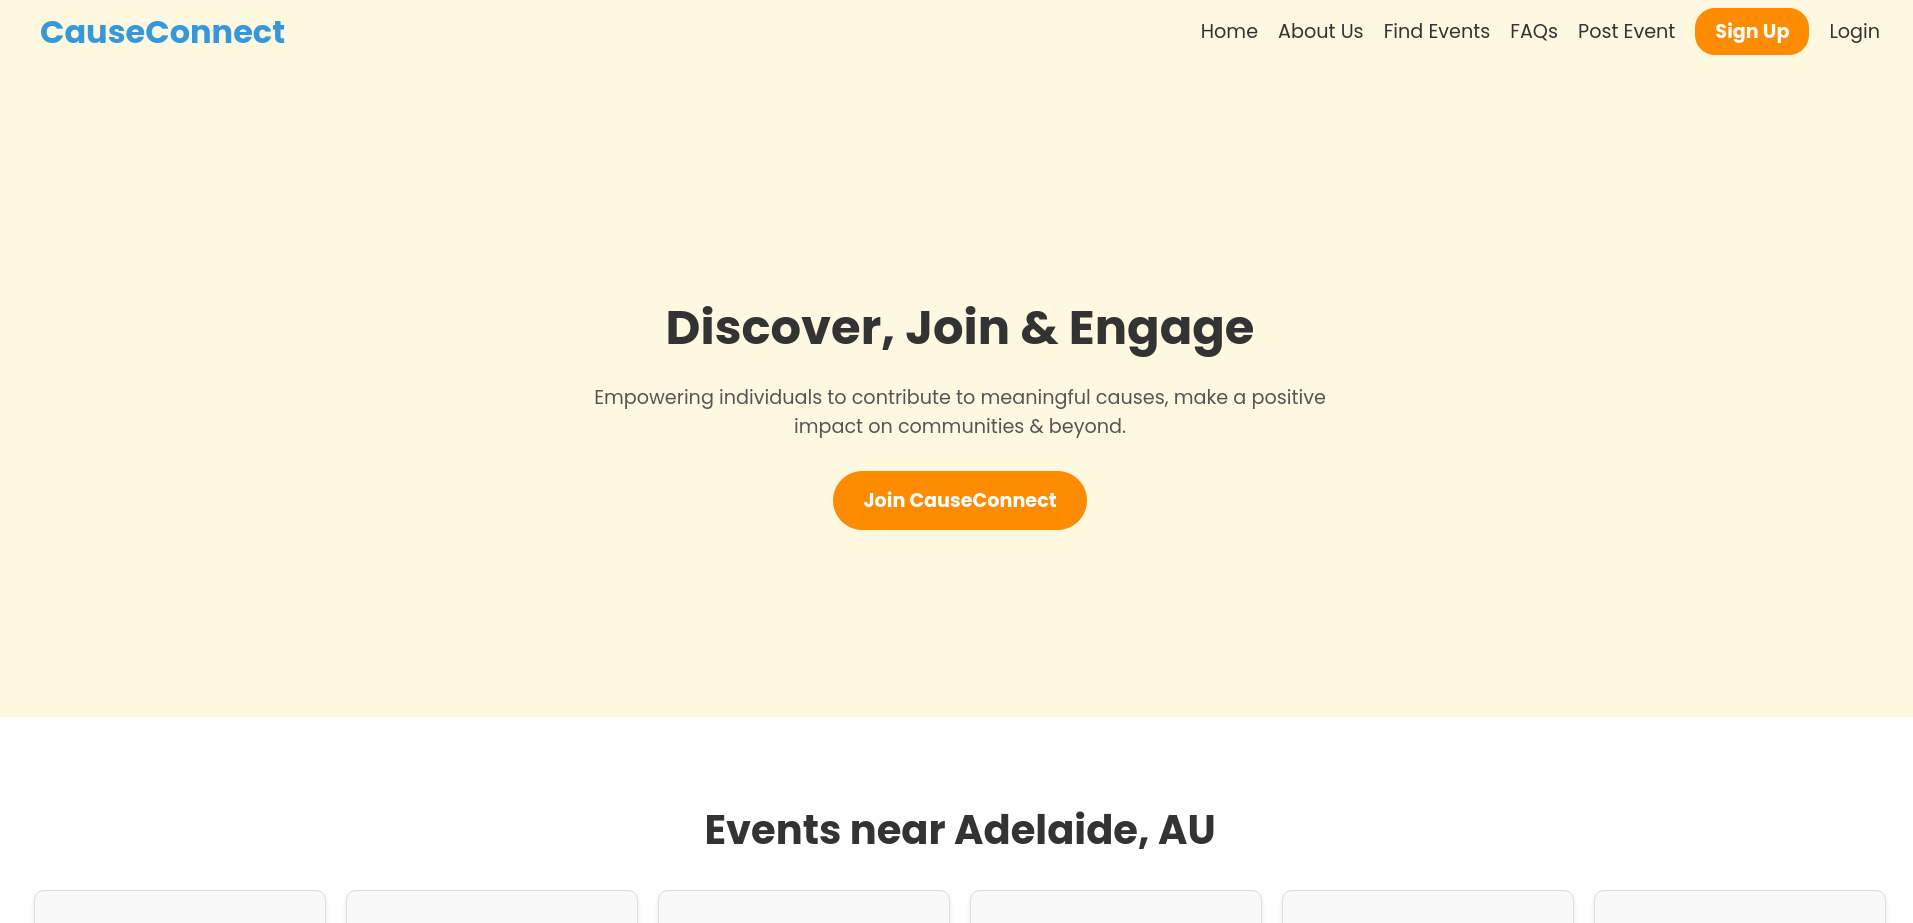 CauseConnect
Home About Us Find Events FAQs Post Event Sign Up Login
Discover, Join & Engage
Empowering individuals to contribute to meaningful causes, make a positive
impact on communities & beyond.
Join CauseConnect
Events near Adelaide, AU